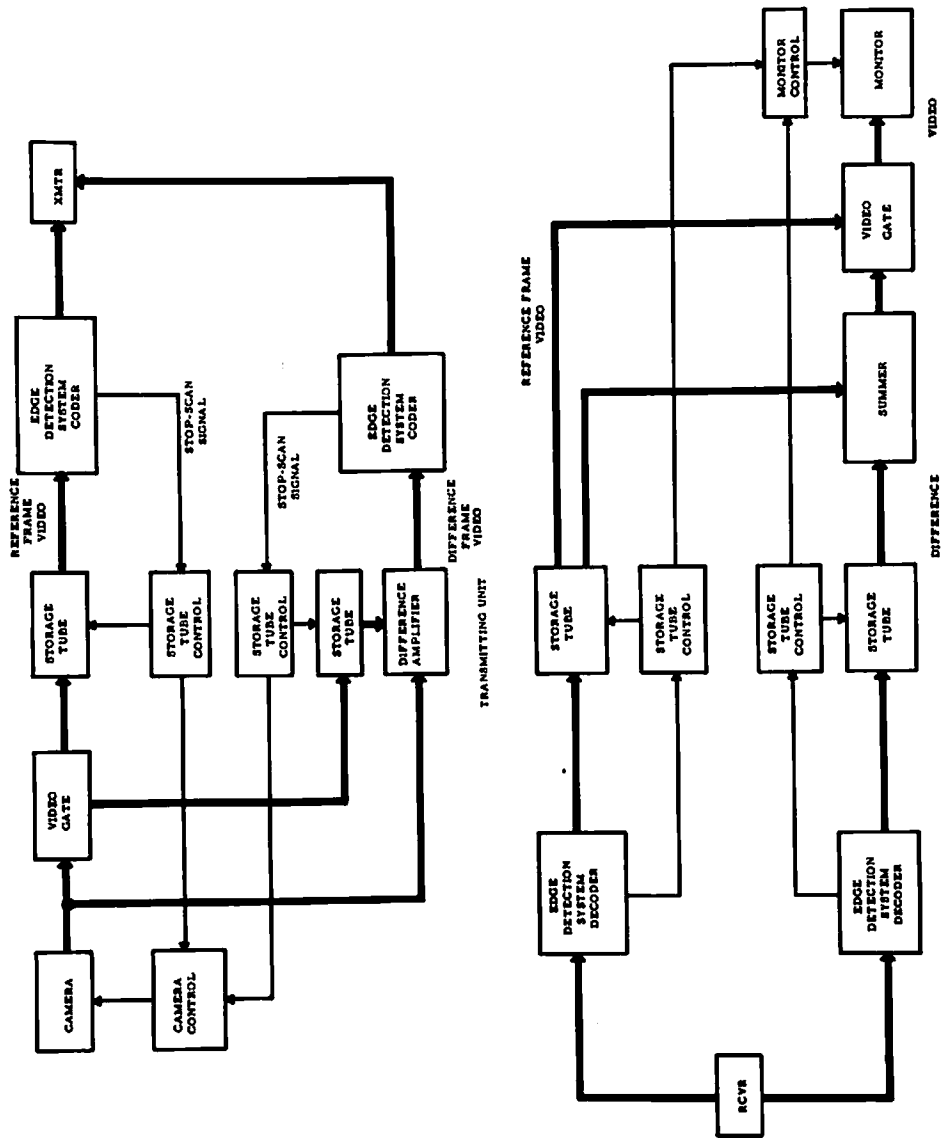 CAMERA
VIDEO
GATE
STORAGE
TUBE
REFERENCE
FRAME
VIDEO
EDGE
DETECTION
SYSTEM
CODER
XMTR
STOP-SCAN
SIGNAL
CAMERA
CONTROL
STORAGE
TUBE
CONTROL
STORAGE
TUBE
CONTROL
STOP-SCAN
SIGNAL
STORAGE
TUBE
EDGE
DETECTION
SYSTEM
CODER
DIFFERENCE
AMPLIFIER
DIFFERENCE
FRAME
VIDEO
TRANSMITTING UNIT
REFERENCE FRAME
VIDEO
EDGE
DETECTION
SYSTEM
DECODER
STORAGE
TUBE
STORAGE
TUBE
CONTROL
MONITOR
CONTROL
RCVR
STORAGE
TUBE
CONTROL
EDGE
DETECTION
SYSTEM
DECODER
STORAGE
TUBE
SUMMER
VIDEO
GATE
MONITOR
DIFFERENCE
VIDEO